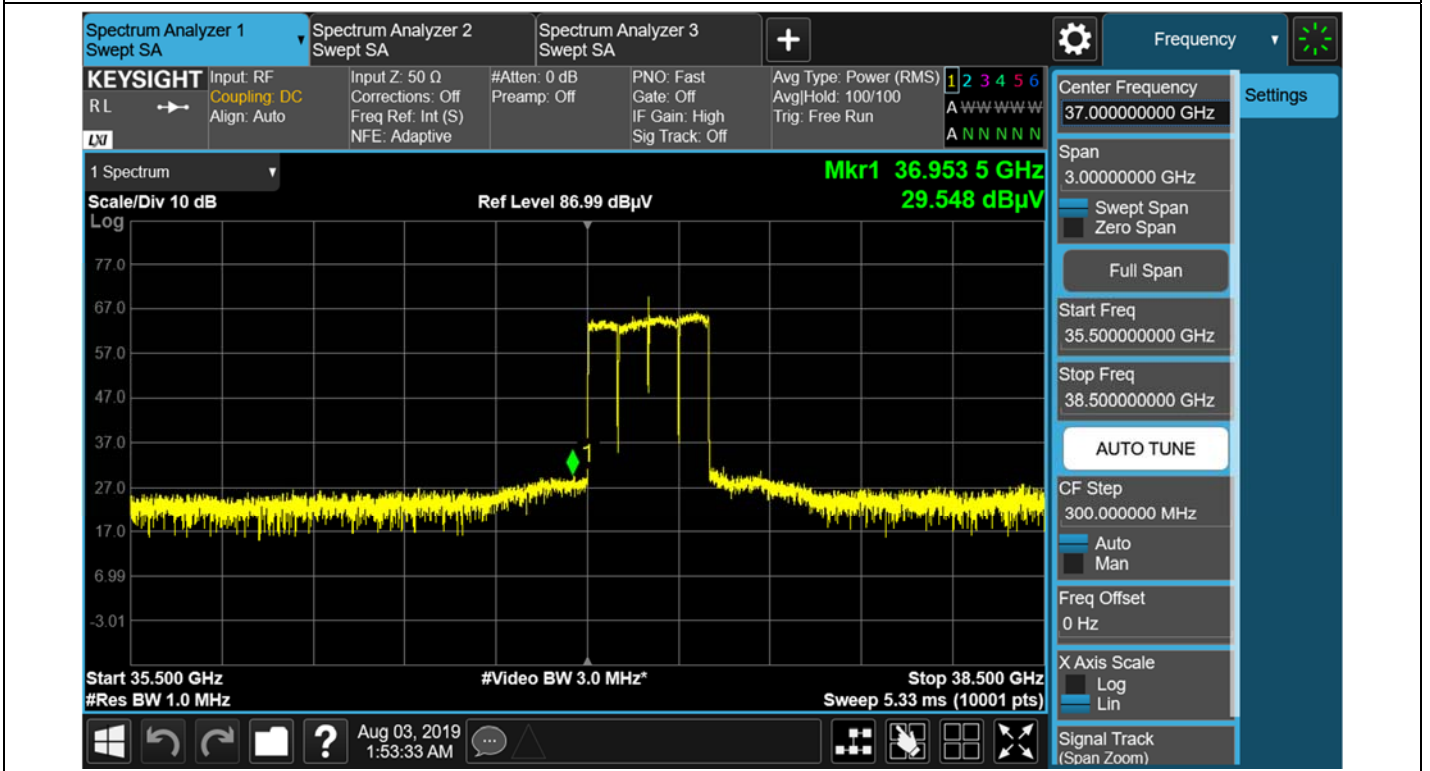 Spectrum Analyzer 1
Swept SA
Spectrum Analyzer 2
Swept SA
Spectrum Analyzer 3
Swept SA
+
Frequency
KEYSIGHT
R L
LXI
Input: RF
Coupling: DC
Align: Auto
Input Z: 50 Ω
Corrections: Off
Freq Ref: Int (S)
NFE: Adaptive
#Atten: 0 dB
Preamp: Off
PNO: Fast
Gate: Off
IF Gain: High
Sig Track: Off
Avg Type: Power (RMS)
Avg|Hold: 100/100
Trig: Free Run
1 2 3 4 5 6
A W W W W W
A N N N N N
1 Spectrum
Mkr1 36.953 5 GHz
29.548 dBµV
Scale/Div 10 dB
Ref Level 86.99 dBµV
Log
77.0
67.0
57.0
47.0
37.0
27.0
17.0
6.99
-3.01
1
Start 35.500 GHz
#Video BW 3.0 MHz*
Stop 38.500 GHz
#Res BW 1.0 MHz
Sweep 5.33 ms (10001 pts)
Center Frequency
37.000000000 GHz
Settings
Span
3.00000000 GHz
Swept Span
Zero Span
Full Span
Start Freq
35.500000000 GHz
Stop Freq
38.500000000 GHz
AUTO TUNE
CF Step
300.000000 MHz
Auto
Man
Freq Offset
0 Hz
X Axis Scale
Log
Lin
Signal Track
(Span Zoom)
?
Aug 03, 2019
1:53:33 AM